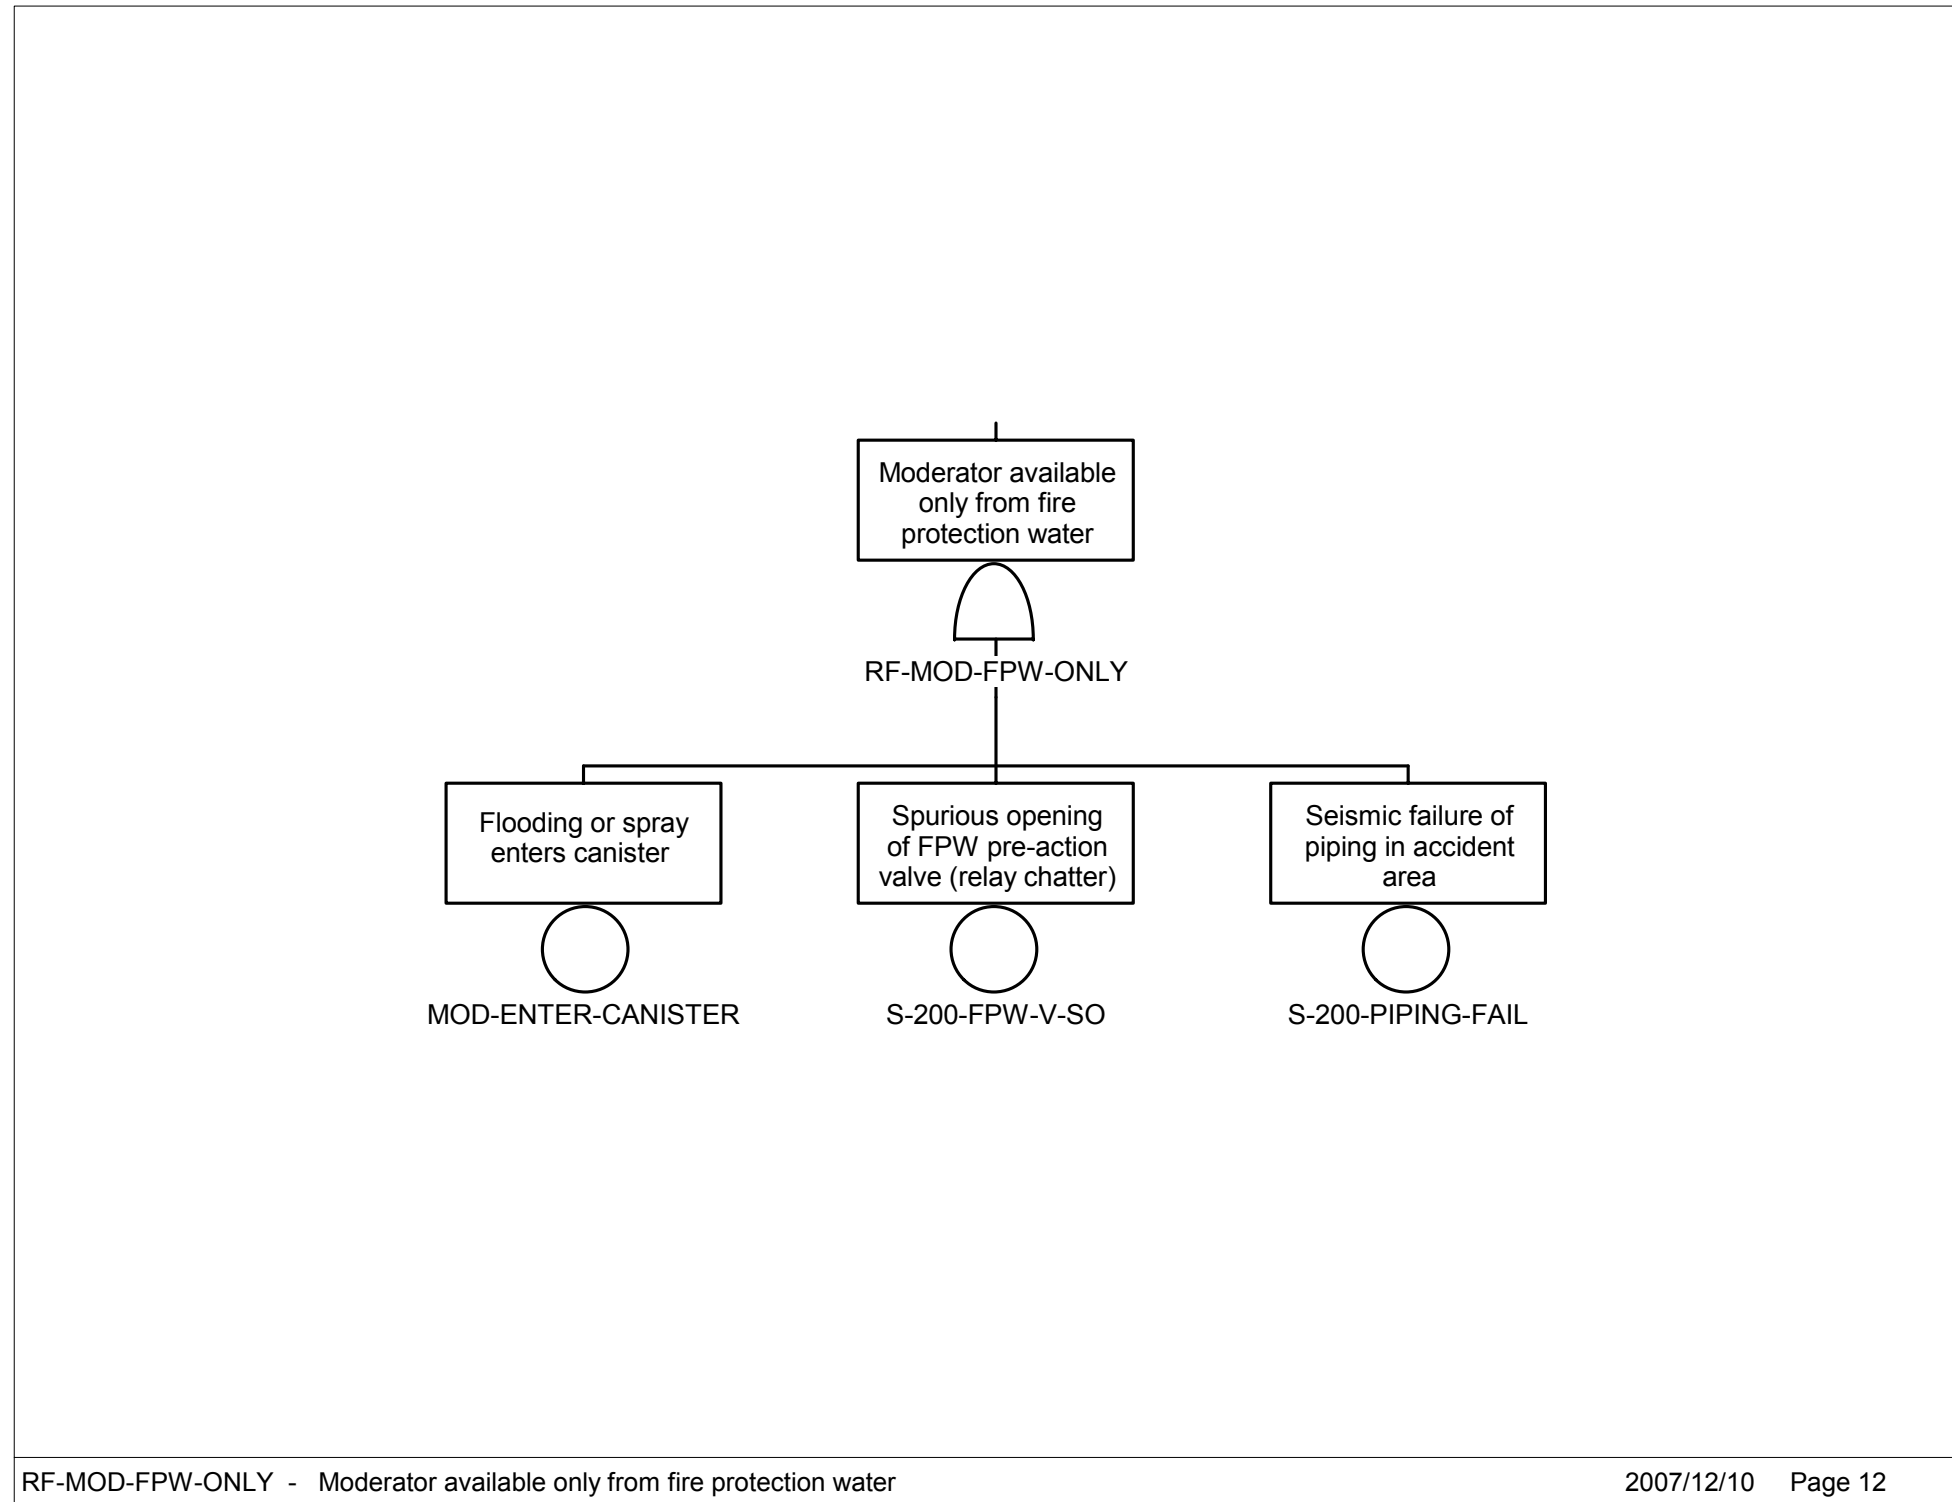 Moderator available
only from fire
protection water
RF-MOD-FPW-ONLY
Flooding or spray
enters canister
MOD-ENTER-CANISTER
Spurious opening
of FPW pre-action
valve (relay chatter)
S-200-FPW-V-SO
Seismic failure of
piping in accident
area
S-200-PIPING-FAIL
RF-MOD-FPW-ONLY - Moderator available only from fire protection water
2007/12/10 Page 12